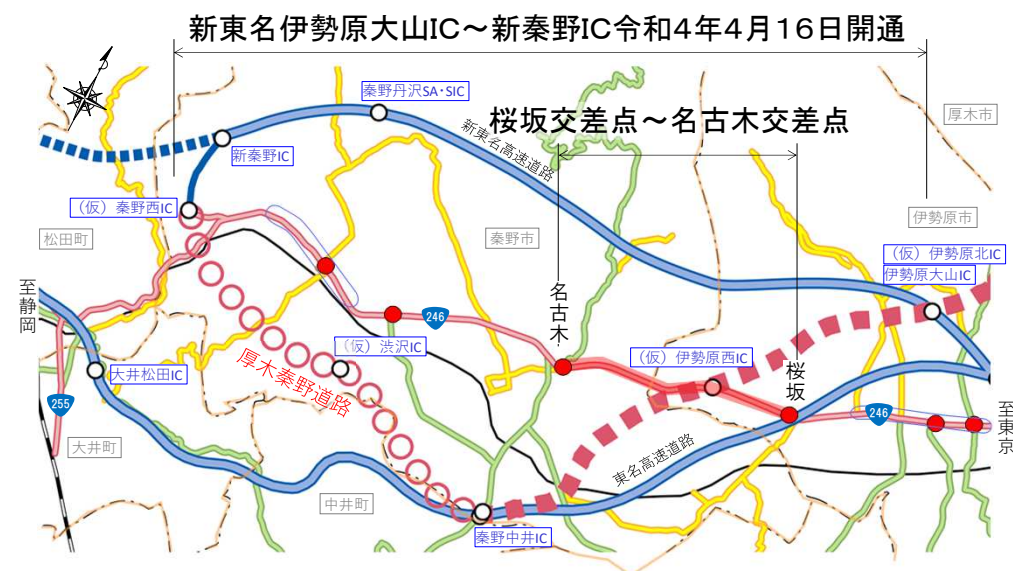 新東名伊勢原大山IC～新秦野IC令和4年4月16日開通
秦野丹沢SA・SIC
桜坂交差点～名古木交差点
厚木市
新東名高速道路
新秦野IC
(仮)秦野西IC
伊勢原市
松田町
秦野市
(仮)伊勢原北IC
伊勢原大山IC
至静岡
名古木
246
(仮)渋沢IC
(仮)伊勢原西IC
桜坂
大井松田IC
厚木秦野道路
255
246
至東京
大井町
東名高速道路
中井町
秦野中井IC